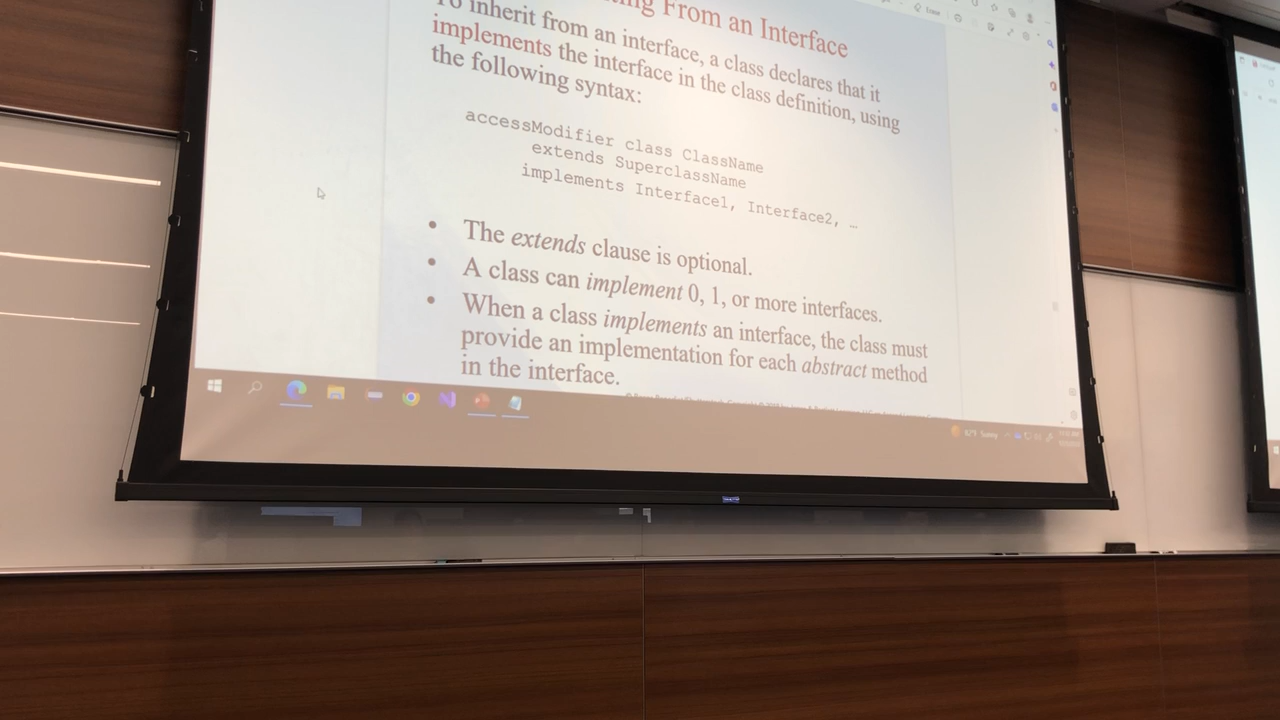 From an Interface
To inherit from an interface, a class declares that it
implements the interface in the class definition, using
the following syntax:
accessModifier class ClassName
extends SuperclassName
implements Interface1, Interface2, …
• The extends clause is optional.
• A class can implement 0, 1, or more interfaces.
• When a class implements an interface, the class must
provide an implementation for each abstract method
in the interface.
Sunny